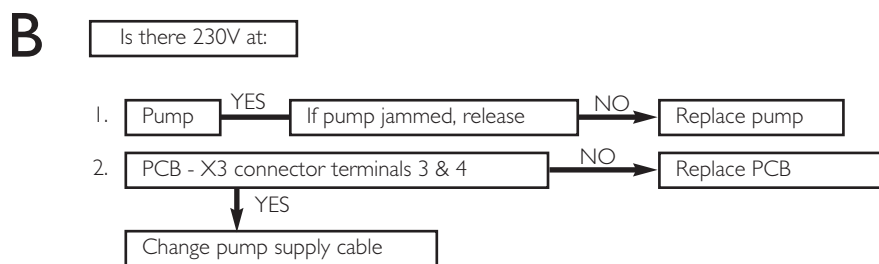 B
Is there 230V at:
1. Pump YES If pump jammed, release NO Replace pump
2. PCB - X3 connector terminals 3 & 4 NO Replace PCB
YES
Change pump supply cable